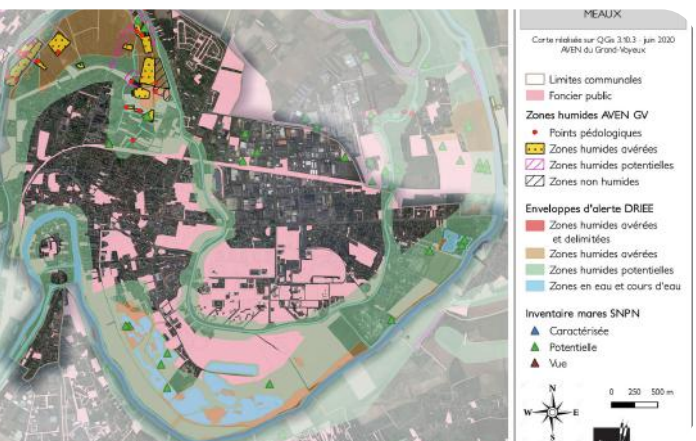 MEAUX
Carte réalisée sur QGis 3.10.3 - juin 2020
AVEN du Grand-Voyeux
Limites communales
Foncier public
Zones humides AVEN GV
Points pédologiques
Zones humides avérées
Zones humides potentielles
Zones non humides
Enveloppes d'alerte DRIEE
Zones humides avérées
et delimitées
Zones humides avérées
Zones humides potentielles
Zones en eau et cours d'eau
Inventaire mares SNPN
Caractérisée
Potentielle
Vue
N
W E
S
0 250 500 m